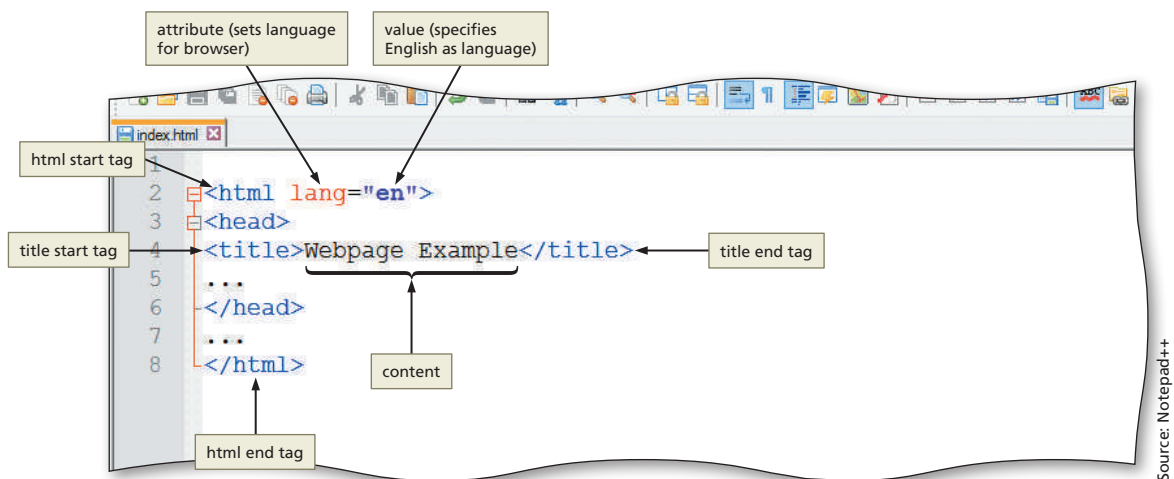 attribute (sets language
for browser)
value (specifies
English as language)
index.html
html start tag
1
2 <html lang="en">
3 <head>
title start tag
4 <title>Webpage Example</title>
title end tag
5 ...
6 </head>
7 ...
8 </html>
content
html end tag
Source: Notepad++